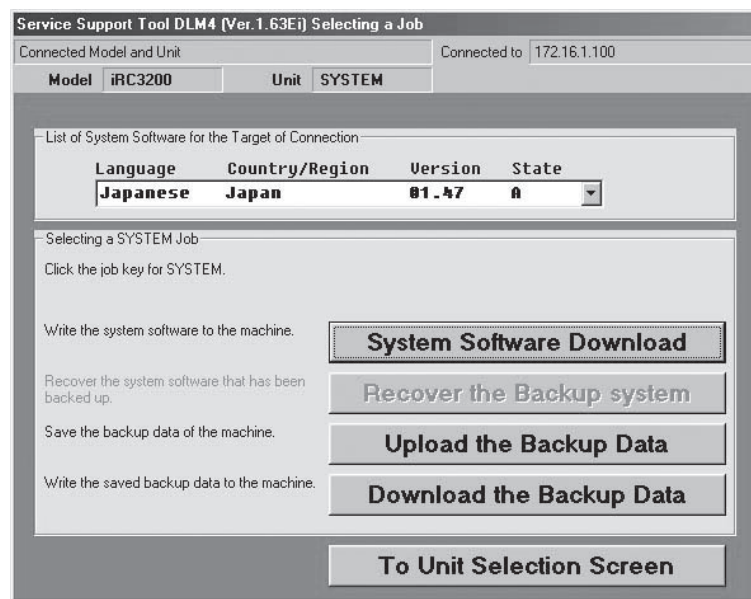 Service Support Tool DLM4 (Ver.1.63Ei) Selecting a Job
Connected Model and Unit
Connected to 172.16.1.100
Model iRC3200 Unit SYSTEM
List of System Software for the Target of Connection
Language Country/Region Version State
Japanese Japan 01.47 A
Selecting a SYSTEM Job
Click the job key for SYSTEM.
Write the system software to the machine.
System Software Download
Recover the system software that has been
backed up.
Recover the Backup system
Save the backup data of the machine.
Upload the Backup Data
Write the saved backup data to the machine.
Download the Backup Data
To Unit Selection Screen